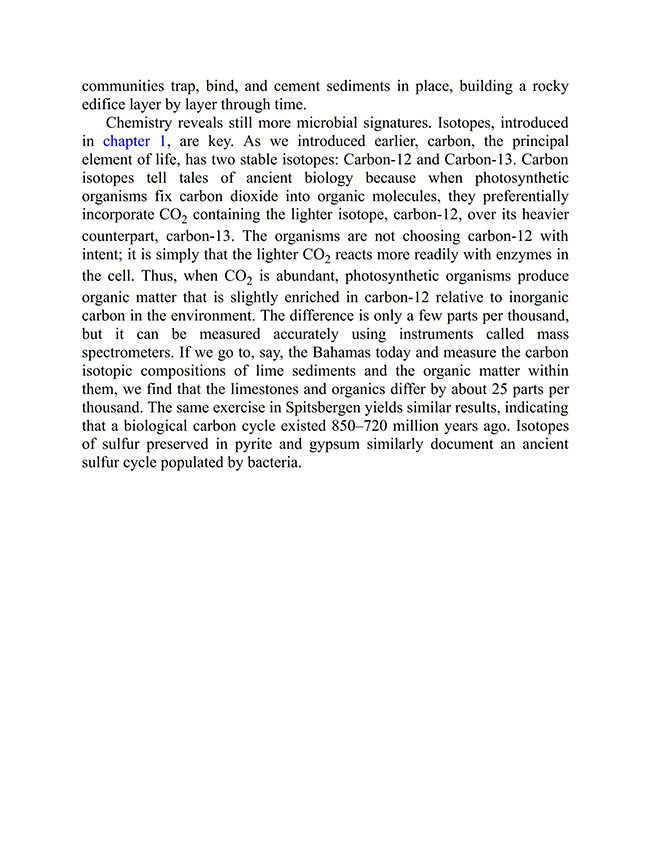 communities trap, bind, and cement sediments in place, building a rocky
edifice layer by layer through time.
Chemistry reveals still more microbial signatures. Isotopes, introduced
in chapter 1, are key. As we introduced earlier, carbon, the principal
element of life, has two stable isotopes: Carbon-12 and Carbon-13. Carbon
isotopes tell tales of ancient biology because when photosynthetic
organisms fix carbon dioxide into organic molecules, they preferentially
incorporate CO2 containing the lighter isotope, carbon-12, over its heavier
counterpart, carbon-13. The organisms are not choosing carbon-12 with
intent; it is simply that the lighter CO2 reacts more readily with enzymes in
the cell. Thus, when CO2 is abundant, photosynthetic organisms produce
organic matter that is slightly enriched in carbon-12 relative to inorganic
carbon in the environment. The difference is only a few parts per thousand,
but it can be measured accurately using instruments called mass
spectrometers. If we go to, say, the Bahamas today and measure the carbon
isotopic compositions of lime sediments and the organic matter within
them, we find that the limestones and organics differ by about 25 parts per
thousand. The same exercise in Spitsbergen yields similar results, indicating
that a biological carbon cycle existed 850–720 million years ago. Isotopes
of sulfur preserved in pyrite and gypsum similarly document an ancient
sulfur cycle populated by bacteria.